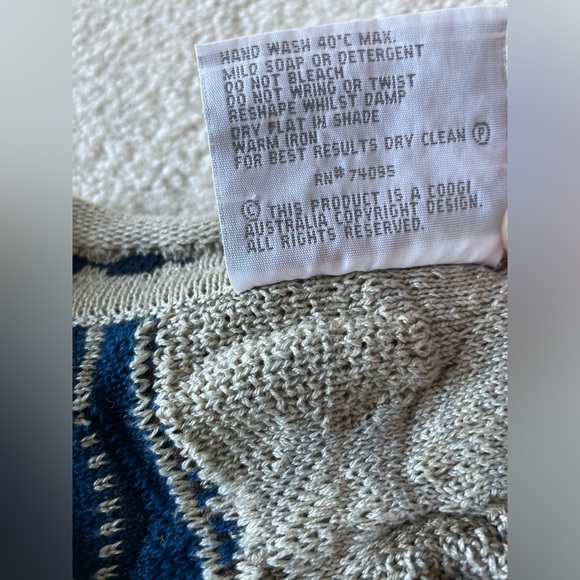 HAND WASH 40°C MAX.
MILD SOAP OR DETERGENT
DO NOT BLEACH
DO NOT WRING OR TWIST
RESHAPE WHILST DAMP
DRY FLAT IN SHADE
WARM IRON
FOR BEST RESULTS DRY CLEAN Ⓟ
RN# 74095
© THIS PRODUCT IS A COOGI
AUSTRALIA COPYRIGHT DESIGN.
ALL RIGHTS RESERVED.